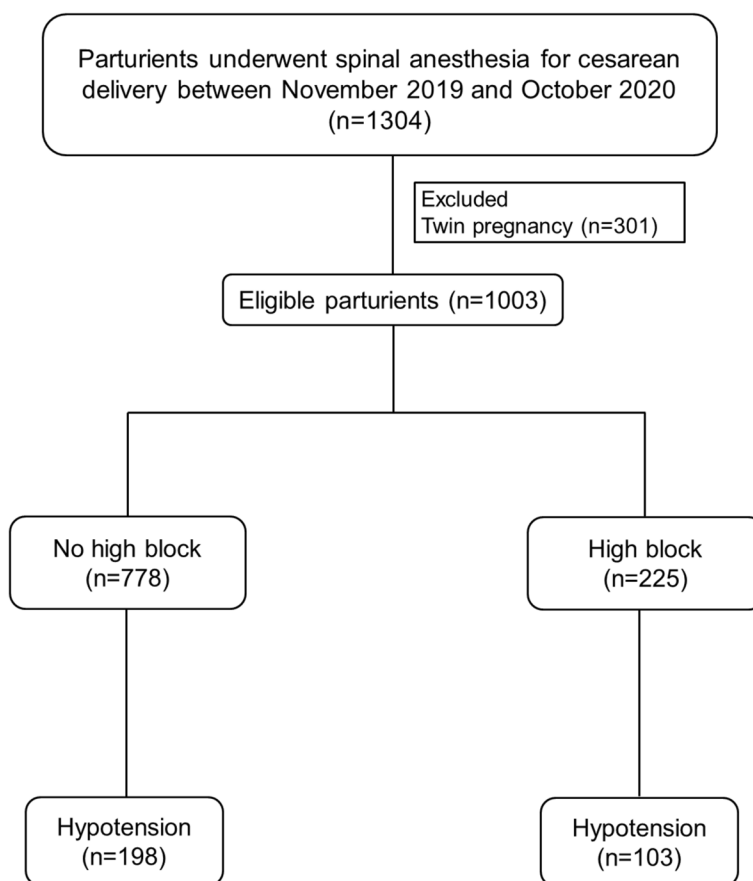 Parturients underwent spinal anesthesia for cesarean
delivery between November 2019 and October 2020
(n=1304)
Excluded
Twin pregnancy (n=301)
Eligible parturients (n=1003)
No high block
(n=778)
High block
(n=225)
Hypotension
(n=198)
Hypotension
(n=103)